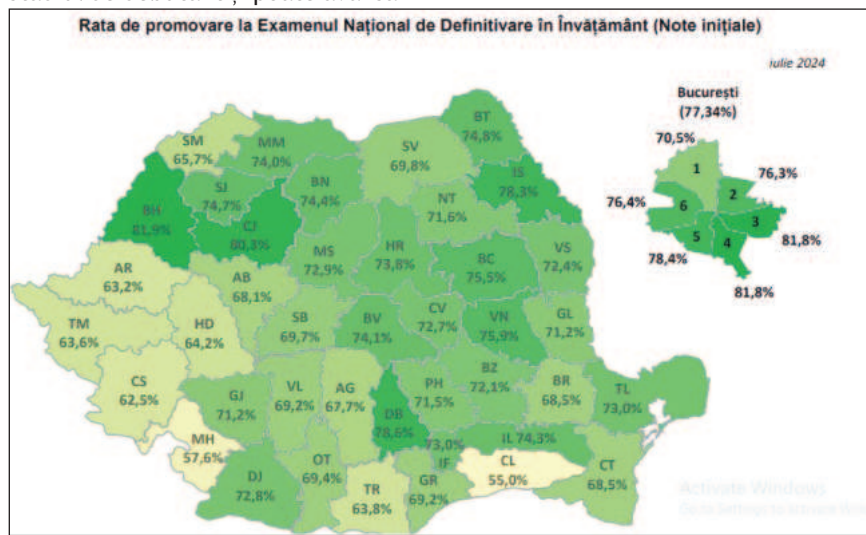 Rata de promovare la Examenul Național de Definitivare în Învățământ (Note inițiale)
iulie 2024
București
(77,34%)
70,5%
1
76,3%
2
76,4%
6
3
81,8%
5
4
78,4%
81,8%
SM
65,7%
MM
74,0%
SV
69,8%
BT
74,8%
IS
78,3%
SJ
74,7%
BN
74,4%
NT
71,6%
BH
81,9%
CJ
80,3%
MS
72,9%
HR
73,8%
BC
75,5%
VS
72,4%
AR
63,2%
AB
68,1%
TM
63,6%
HD
64,2%
SB
69,7%
BV
74,1%
CV
72,7%
VN
75,9%
GL
71,2%
CS
62,5%
GJ
71,2%
VL
69,2%
AG
67,7%
PH
71,5%
BZ
72,1%
BR
68,5%
TL
73,0%
DB
78,6%
MH
57,6%
73,0%
IF
IL 74,3%
DJ
72,8%
OT
69,4%
TR
63,8%
GR
69,2%
CL
55,0%
CT
68,5%
Activate Windows